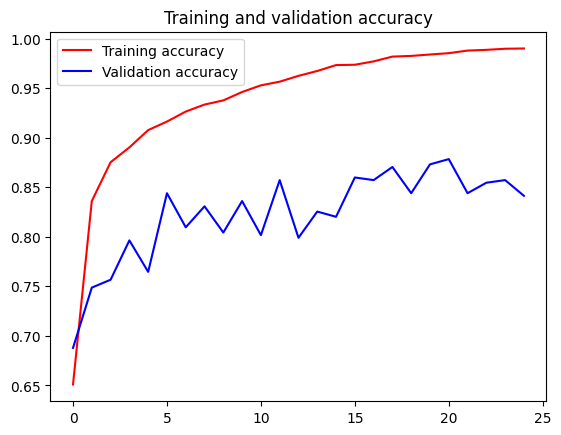 Training and validation accuracy
1.00
Training accuracy
Validation accuracy
0.95
0.90
0.85
0.80
0.75
0.70
0.65
0 5 10 15 20 25